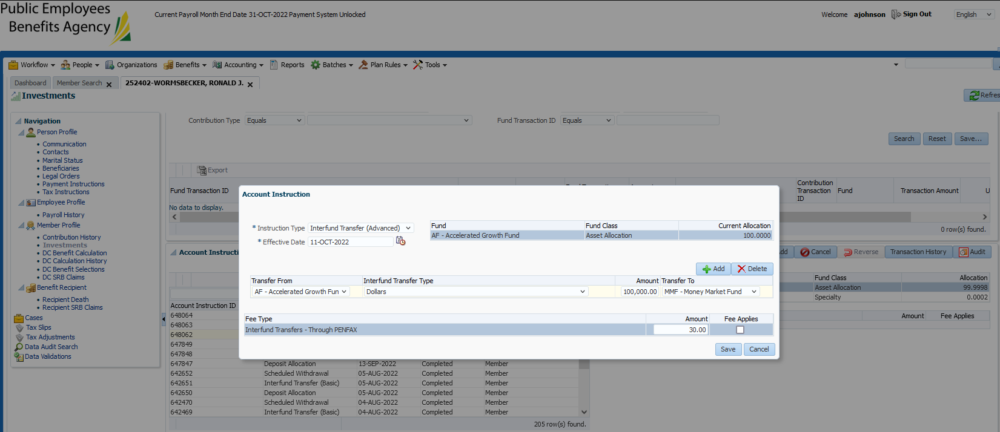 Public Employees
Benefits Agency
Current Payroll Month End Date 31-OCT-2022 Payment System Unlocked
Welcome ajohnson Sign Out English
Workflow People Organizations Benefits Accounting Reports Batches Plan Rules Tools
Dashboard Member Search 252402-WORMSBECKER, RONALD J.
Investments
Refres
Navigation
Person Profile
Communication
Contacts
Marital Status
Beneficiaries
Legal Orders
Payment Instructions
Tax Instructions
Employee Profile
Payroll History
Member Profile
Contribution History
Investments
DC Benefit Calculation
DC Calculation History
DC Benefit Selections
DC SRB Claims
Benefit Recipient
Recipient Death
Recipient SRB Claims
Cases
Tax Slips
Tax Adjustments
Data Audit Search
Data Validations
Contribution Type Equals Fund Transaction ID Equals
Search Reset Save...
Export
Fund Transaction ID Contribution Transaction ID Fund Transaction Amount U
No data to display.
0 row(s) found.
Account Instruction
* Instruction Type Interfund Transfer (Advanced)
* Effective Date 11-OCT-2022
Fund Fund Class Current Allocation
AF - Accelerated Growth Fund Asset Allocation 100.0000
Add Delete
Transfer From Interfund Transfer Type Amount Transfer To
AF - Accelerated Growth Fun Dollars 100,000.00 MMF - Money Market Fund
Fee Type Amount Fee Applies
Interfund Transfers - Through PENFAX 30.00
Save Cancel
Account Instructi
dd Cancel Reverse Transaction History Audit
Fund Class Allocation
Asset Allocation 99.9998
Specialty 0.0002
Amount Fee Applies
Account Instruction ID
648064
648063
648062
647849
647848
647847 Deposit Allocation 13-SEP-2022 Completed Member
642652 Scheduled Withdrawal 05-AUG-2022 Completed Member
642651 Interfund Transfer (Basic) 05-AUG-2022 Completed Member
642650 Deposit Allocation 05-AUG-2022 Completed Member
642470 Scheduled Withdrawal 04-AUG-2022 Completed Member
642469 Interfund Transfer (Basic) 04-AUG-2022 Completed Member
205 row(s) found.